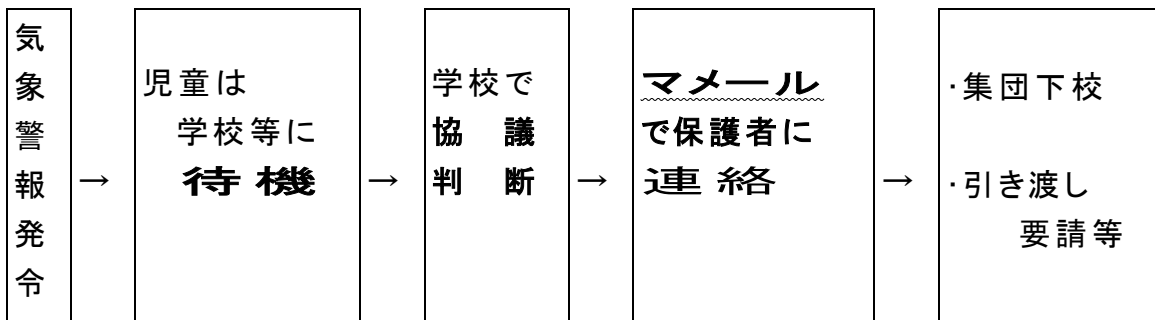 気象警報発令
→
児童は
学校等に
待機
→
学校で
協議
判断
→
マメール
で保護者に
連絡
→
・集団下校
・引き渡し
要請等